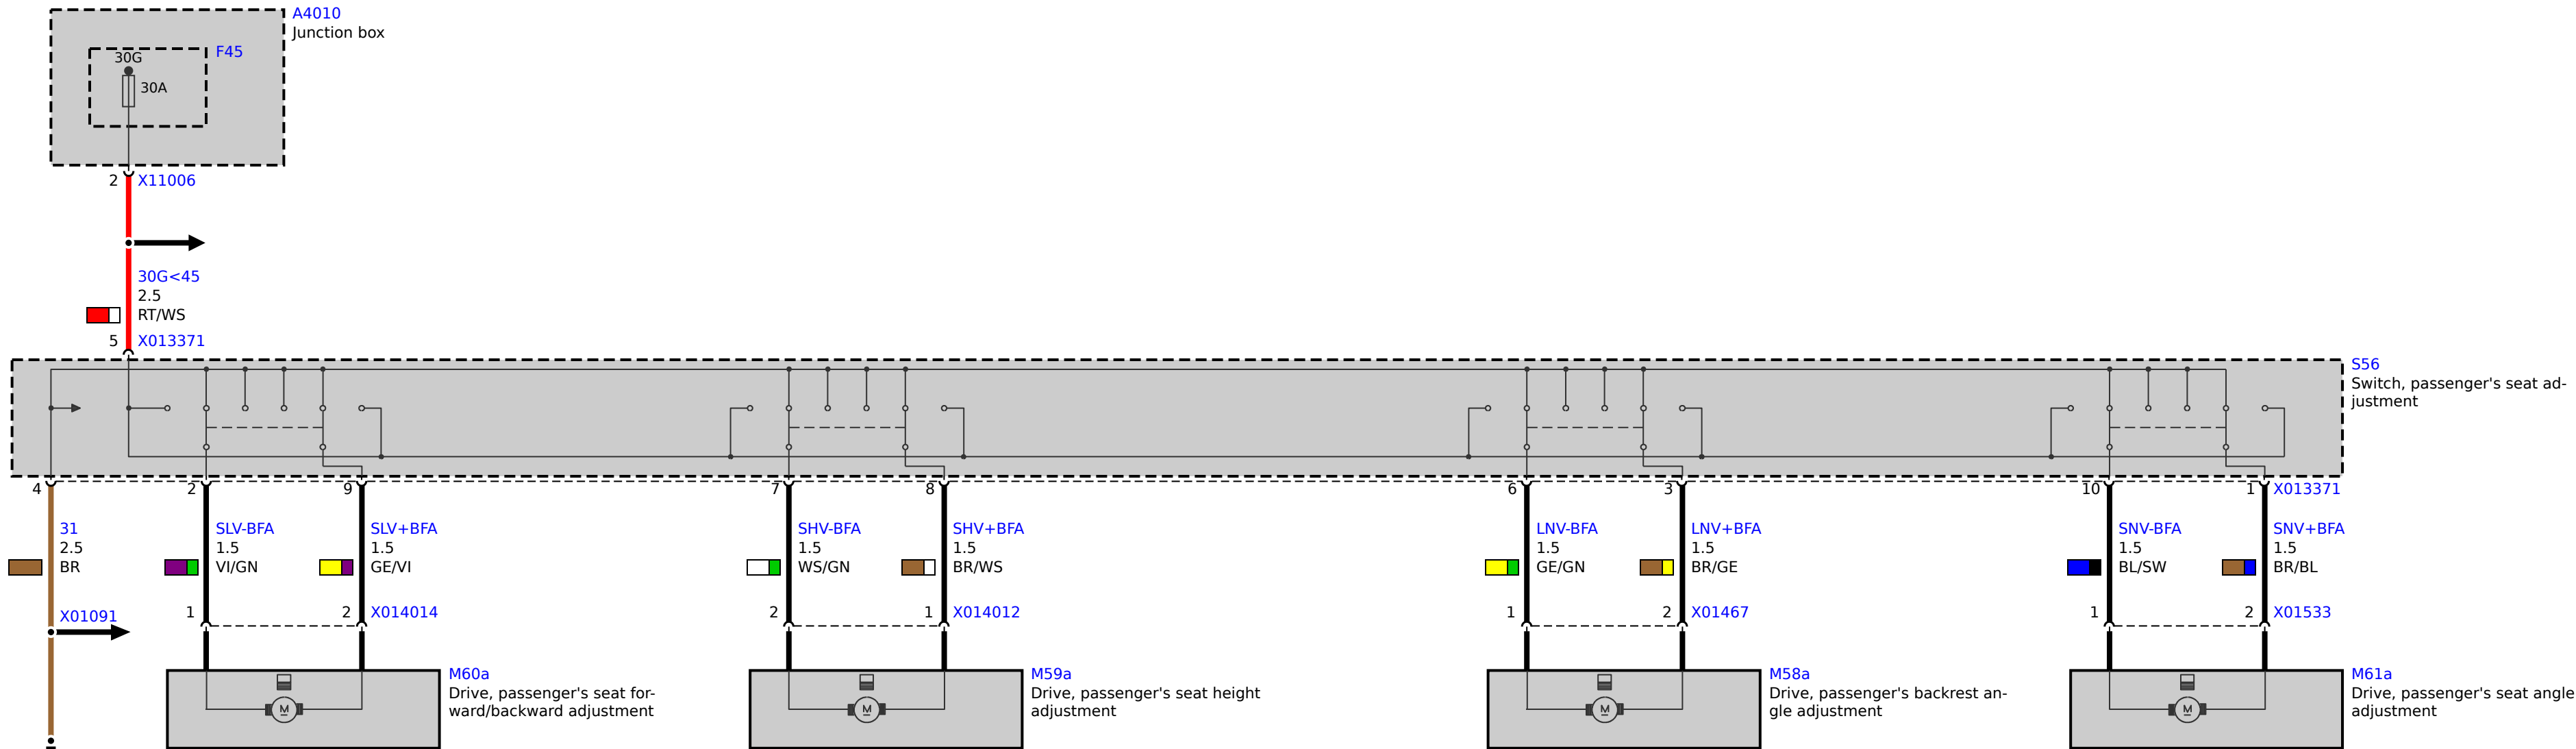 A4010
Junction box
F45
30G
30A
2 X11006
30G<45
2.5
RT/WS
5 X013371
S56
Switch, passenger's seat ad-
justment
4 2 9 7 8 6 3 10 1 X013371
31 SLV-BFA SLV+BFA SHV-BFA SHV+BFA LNV-BFA LNV+BFA SNV-BFA SNV+BFA
2.5 1.5 1.5 1.5 1.5 1.5 1.5 1.5 1.5
BR VI/GN GE/VI WS/GN BR/WS GE/GN BR/GE BL/SW BR/BL
X01091 1 2 X014014 2 1 X014012 1 2 X01467 1 2 X01533
M60a
Drive, passenger's seat for-
ward/backward adjustment
M
M59a
Drive, passenger's seat height
adjustment
M
M58a
Drive, passenger's backrest an-
gle adjustment
M
M61a
Drive, passenger's seat angle
adjustment
M